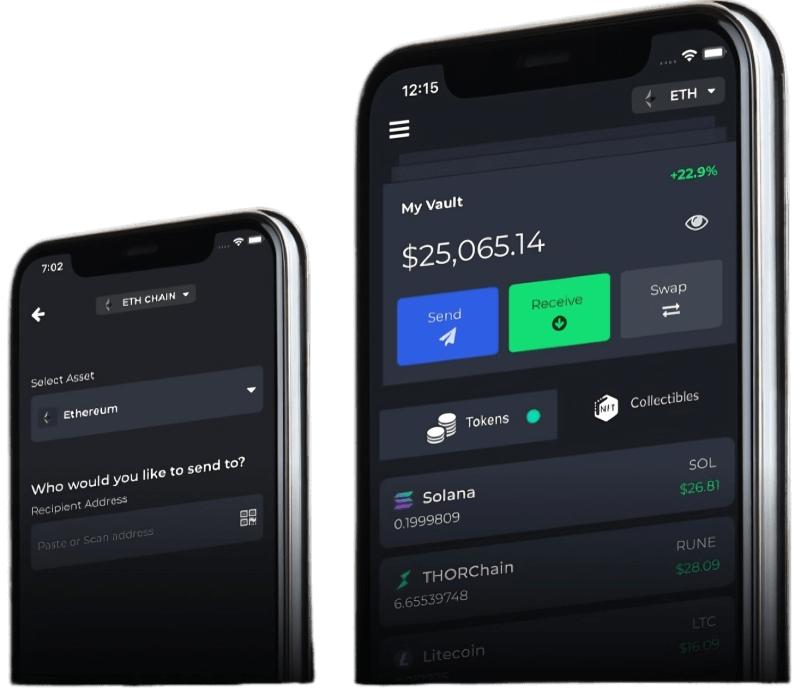 7:02
ETH CHAIN
Select Asset
Ethereum
Who would you like to send to?
Recipient Address
Paste or Scan address
12:15
ETH
+22.9%
My Vault
$25,065.14
Send
Receive
Swap
Tokens
Collectibles
Solana
SOL
0.1999809
$26.81
THORChain
RUNE
6.65539748
$28.09
Litecoin
LTC
$16.09